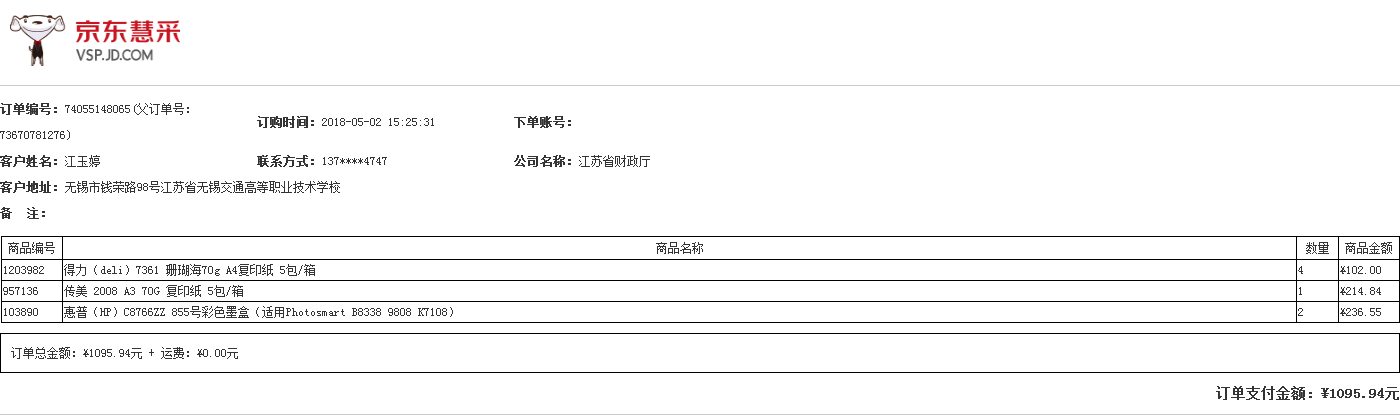 京东慧采
VSP.JD.COM
订单编号：74055148065(父订单号：
73670781276)
订购时间：2018-05-02 15:25:31
下单账号：
客户姓名：江玉婷
联系方式：137****4747
公司名称：江苏省财政厅
客户地址：无锡市钱荣路98号江苏省无锡交通高等职业技术学校
备　注：
商品编号 商品名称 数量 商品金额
1203982 得力（deli）7361 珊瑚海70g A4复印纸 5包/箱 4 ¥102.00
957136 传美 2008 A3 70G 复印纸 5包/箱 1 ¥214.84
103890 惠普（HP）C8766ZZ 855号彩色墨盒（适用Photosmart B8338 9808 K7108） 2 ¥236.55
订单总金额：¥1095.94元 + 运费：¥0.00元
订单支付金额：¥1095.94元